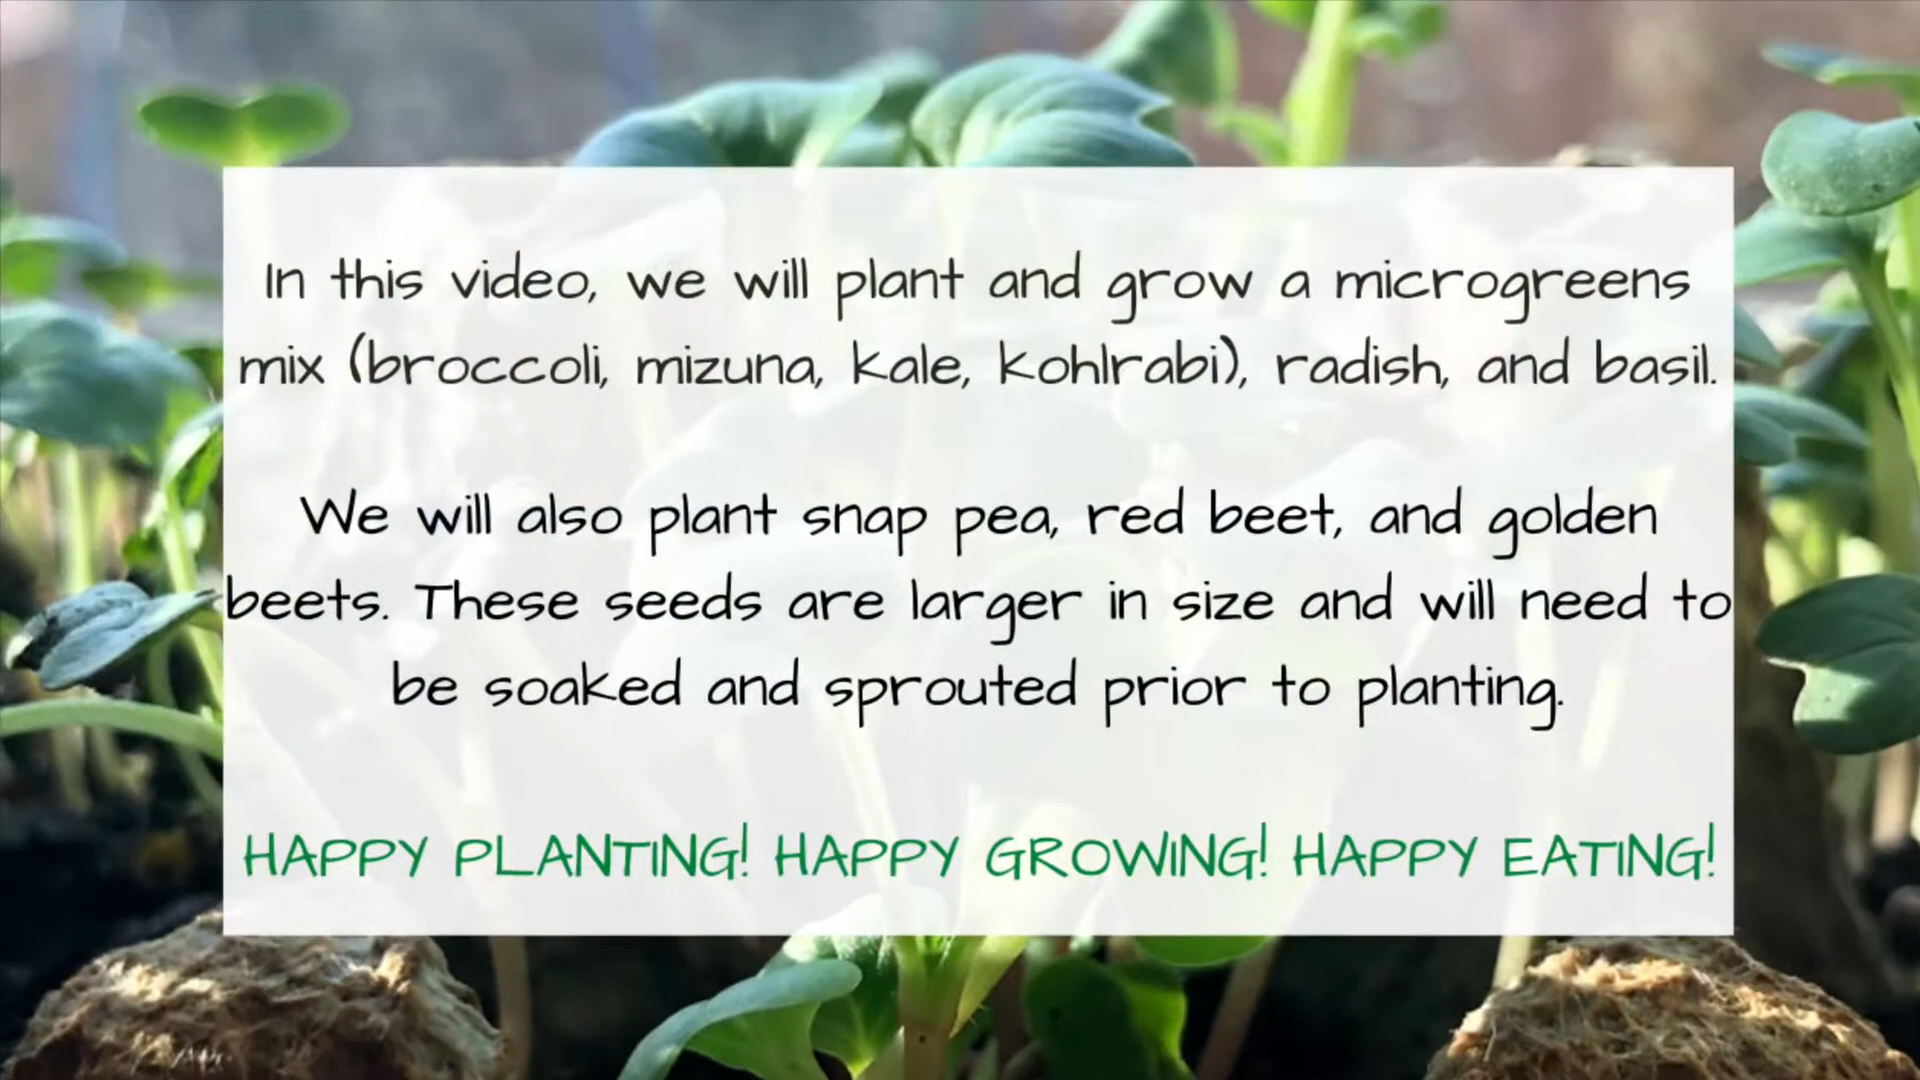 In this video, we will plant and grow a microgreens
mix (broccoli, mizuna, kale, kohlrabi), radish, and basil.
We will also plant snap pea, red beet, and golden
beets. These seeds are larger in size and will need to
be soaked and sprouted prior to planting.
HAPPY PLANTING! HAPPY GROWING! HAPPY EATING!